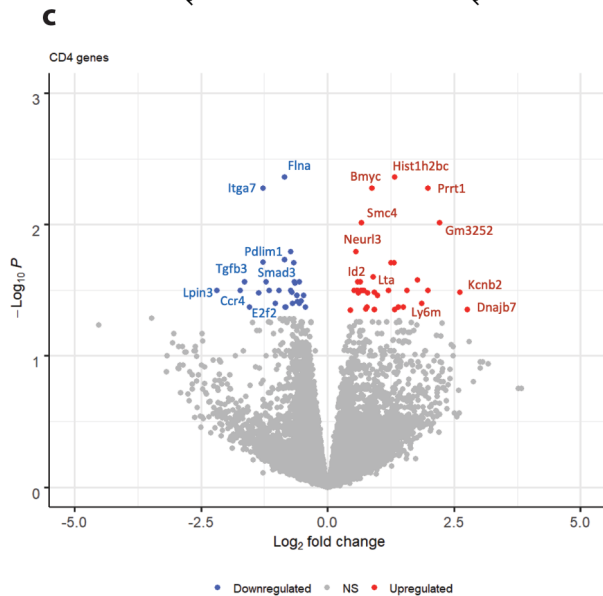 C
CD4 genes
3
2
1
0
−Log10 P
Flna
Itga7
Hist1h2bc
Bmyc
Prrt1
Smc4
Gm3252
Neurl3
Pdlim1
Tgfb3
Smad3
Id2
Lta
Kcnb2
Lpin3
Ccr4
E2f2
Ly6m
Dnajb7
-5.0 -2.5 0.0 2.5 5.0
Log2 fold change
Downregulated NS Upregulated